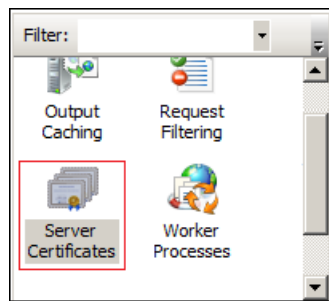 Filter:
Output
Caching
Request
Filtering
Server
Certificates
Worker
Processes